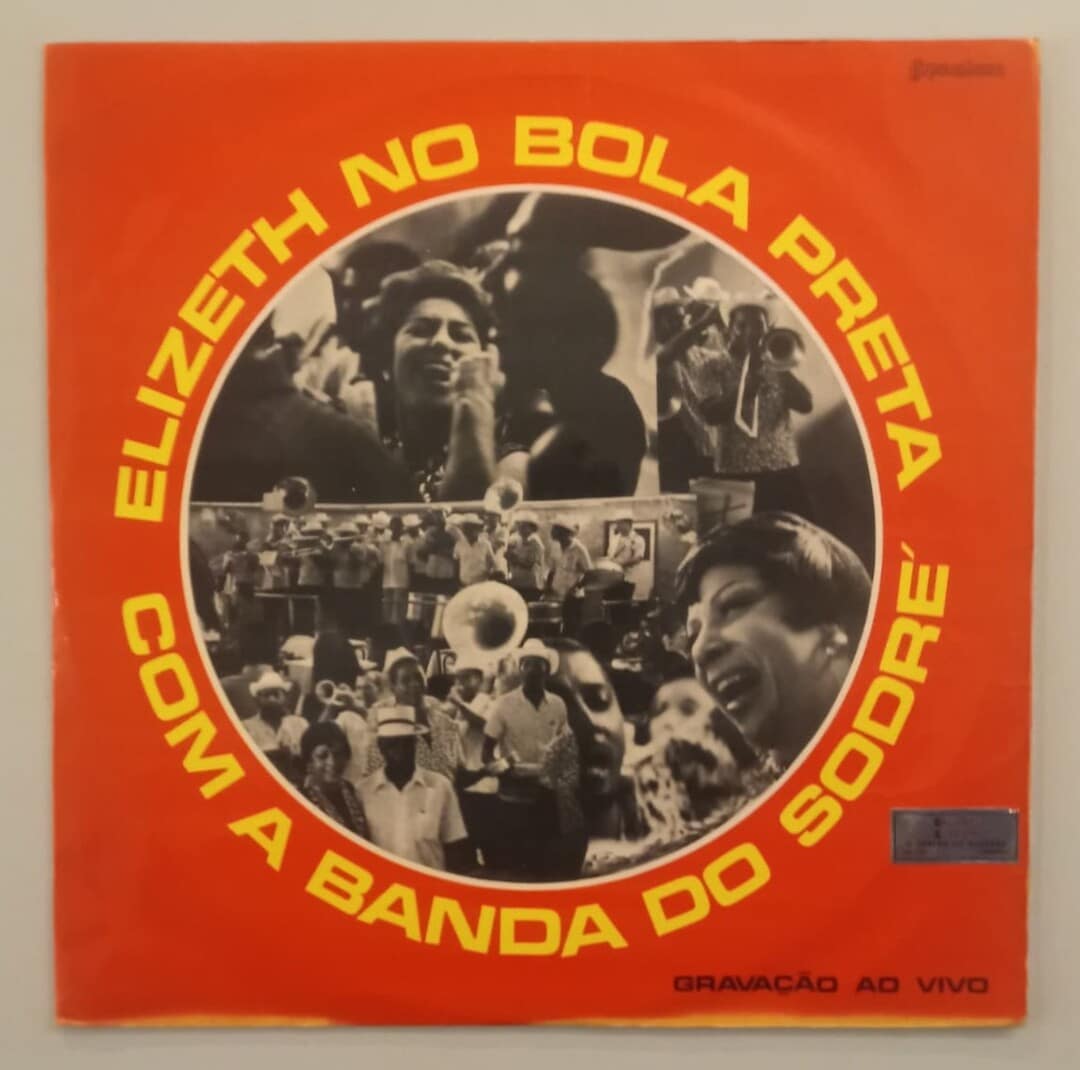 ELIZETH NO BOLA PRETA
COM A BANDA DO SODRÉ
GRAVAÇÃO AO VIVO